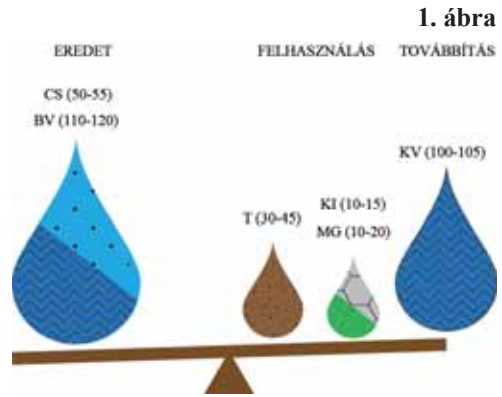 1. ábra
EREDET
FELHASZNÁLÁS
TOVÁBBÍTÁS
CS (50-55)
BV (110-120)
KV (100-105)
T (30-45)
KI (10-15)
MG (10-20)